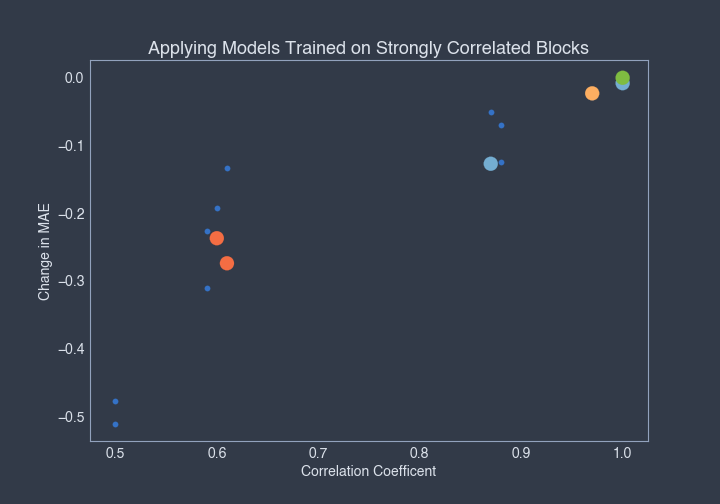 Applying Models Trained on Strongly Correlated Blocks
0.0
−0.1
−0.2
−0.3
−0.4
−0.5
Change in MAE
0.5 0.6 0.7 0.8 0.9 1.0
Correlation Coefficent